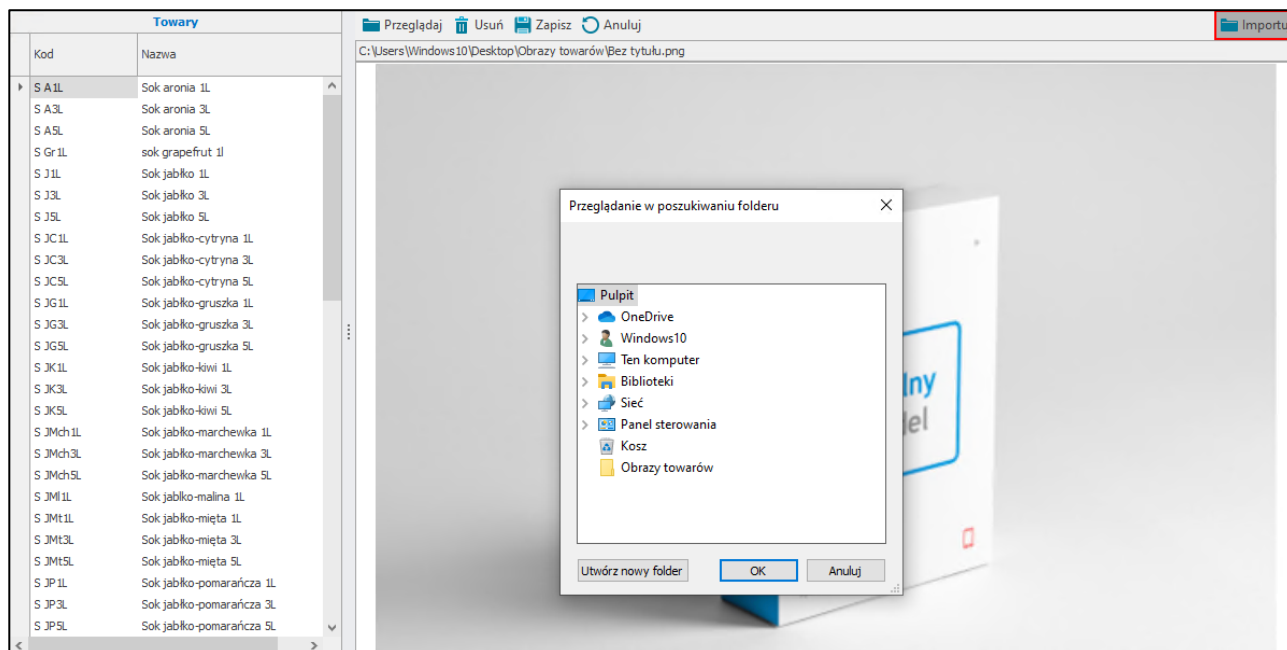 Towary
Kod Nazwa
S A1L Sok aronia 1L
S A3L Sok aronia 3L
S A5L Sok aronia 5L
S Gr1L sok grapefrut 1l
S J1L Sok jabłko 1L
S J3L Sok jabłko 3L
S J5L Sok jabłko 5L
S JC1L Sok jabłko-cytryna 1L
S JC3L Sok jabłko-cytryna 3L
S JC5L Sok jabłko-cytryna 5L
S JG1L Sok jabłko-gruszka 1L
S JG3L Sok jabłko-gruszka 3L
S JG5L Sok jabłko-gruszka 5L
S JK1L Sok jabłko-kiwi 1L
S JK3L Sok jabłko-kiwi 3L
S JK5L Sok jabłko-kiwi 5L
S JMch1L Sok jabłko-marchewka 1L
S JMch3L Sok jabłko-marchewka 3L
S JMch5L Sok jabłko-marchewka 5L
S JMl1L Sok jablko-malina 1L
S JMt1L Sok jabłko-mięta 1L
S JMt3L Sok jabłko-mięta 3L
S JMt5L Sok jabłko-mięta 5L
S JP1L Sok jabłko-pomarańcza 1L
S JP3L Sok jabłko-pomarańcza 3L
S JP5L Sok jabłko-pomarańcza 5L
Przeglądaj Usuń Zapisz Anuluj Importu
C:\Users\Windows10\Desktop\Obrazy towarów\Bez tytułu.png
Przeglądanie w poszukiwaniu folderu
Pulpit
OneDrive
Windows10
Ten komputer
Biblioteki
Sieć
Panel sterowania
Kosz
Obrazy towarów
Utwórz nowy folder OK Anuluj
lny
el